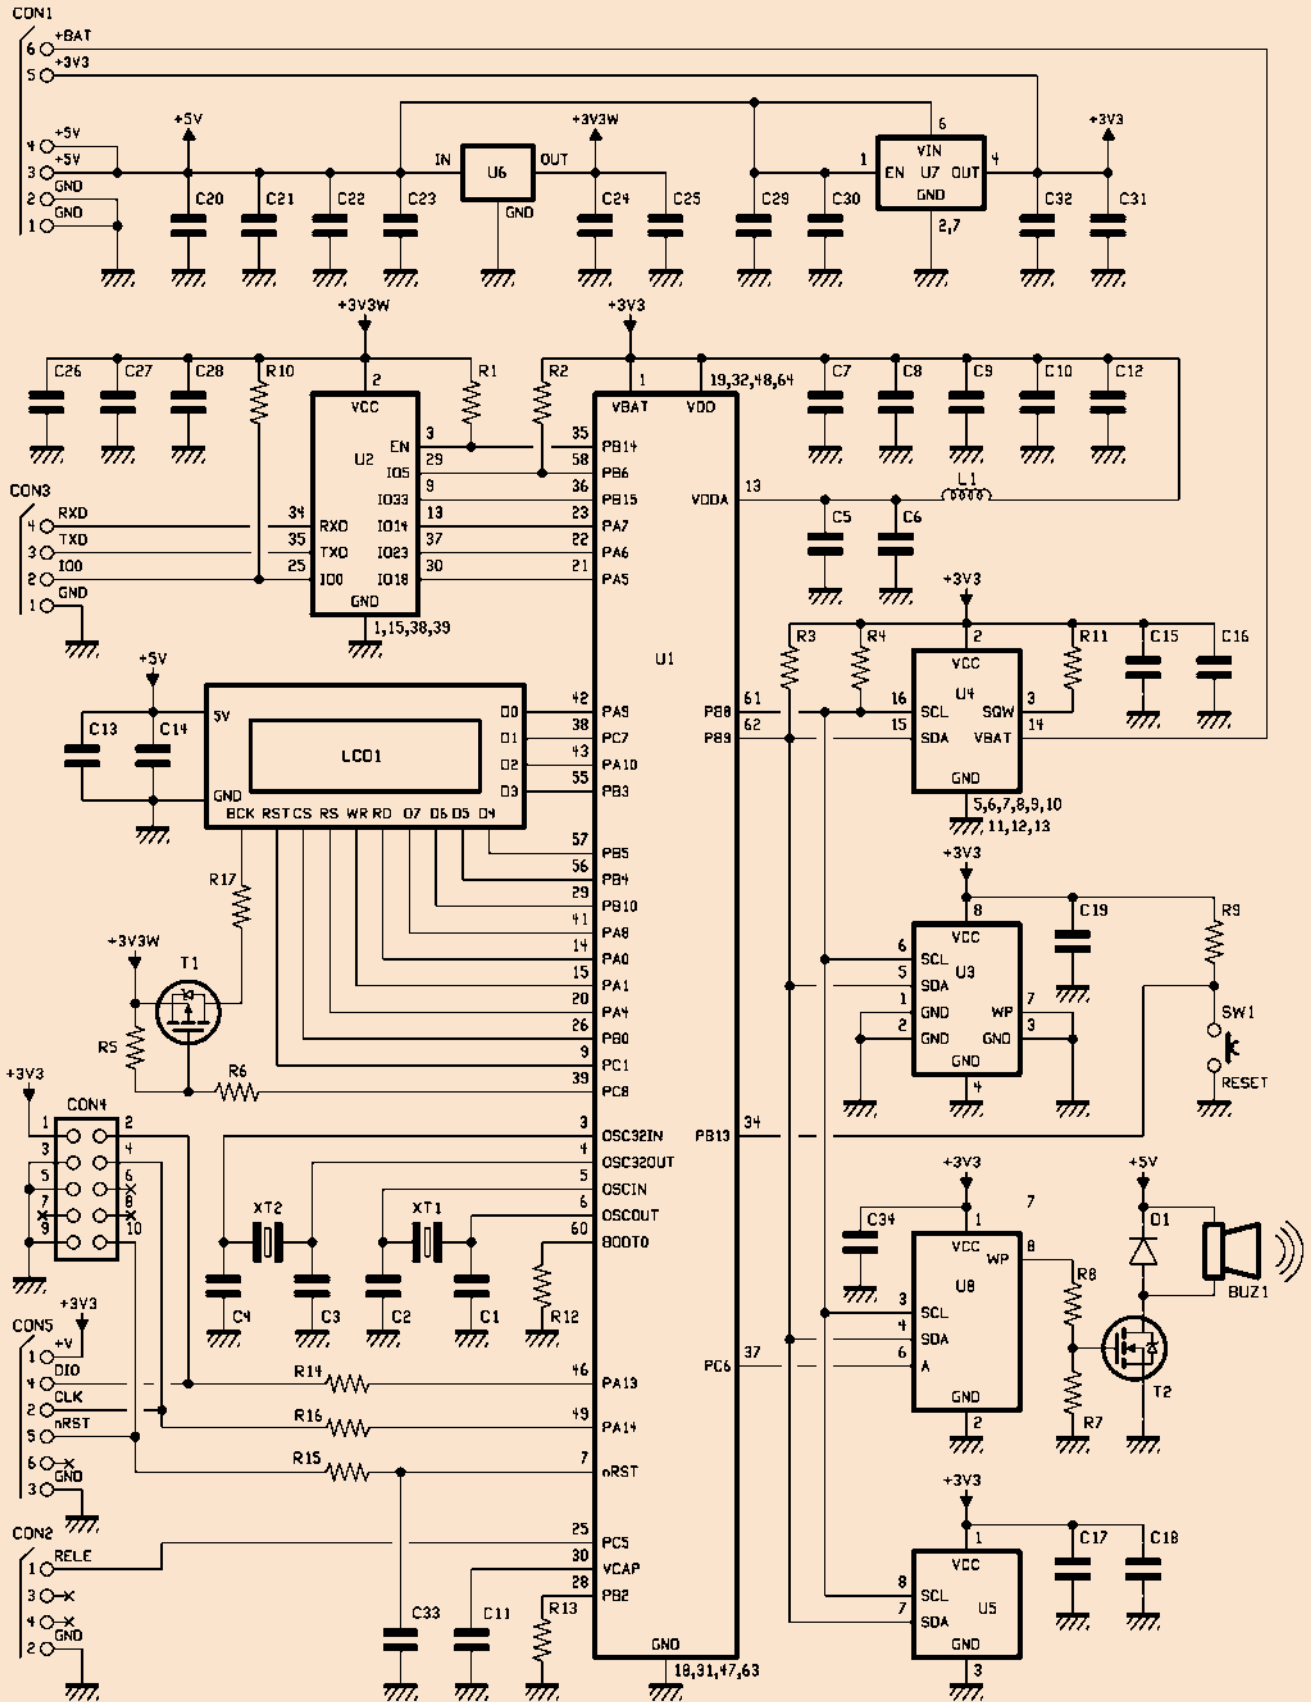 CON1
6 +BAT
5 +3V3
4 +5V
3 +5V
2 GND
1 GND
+5V
C20 C21 C22 C23
IN U6 OUT
GND
+3V3W
C24 C25 C29 C30
6
VIN
1 EN U7 OUT 4
GND
2,7
+3V3
C32 C31
+3V3W
C26 C27 C28 R10
2
VCC
R1
U2
EN 3
IO5 29
IO33 9
IO14 13
IO23 37
IO18 30
34 RXD
35 TXD
25 IO0
GND
1,15,38,39
CON3
4 RXD
3 TXD
2 IO0
1 GND
+3V3
R2
1
19,32,48,64
VBAT VDD
C7 C8 C9 C10 C12
35 PB14
58 PB6
36 PB15
23 PA7
22 PA6
21 PA5
VDDA 13
L1
C5 C6
U1
+5V
C13 C14
5V
GND
LCD1
D0
D1
D2
D3
BCK RST CS RS WR RD D7 D6 D5 D4
42 PA9
38 PC7
43 PA10
55 PB3
57 PB5
56 PB4
29 PB10
41 PA8
14 PA0
15 PA1
20 PA4
26 PB0
9 PC1
39 PC8
R17
+3V3W
T1
R5
R6
+3V3
R3 R4
2
VCC
U4
R11
C15 C16
PB8 61
PB9 62
16 SCL
15 SDA
SQW 3
VBAT 14
GND
5,6,7,8,9,10
11,12,13
+3V3
8
VCC
C19
R9
6 SCL
5 SDA
U3
1 GND
2 GND
WP 7
GND 3
GND
4
SW1
RESET
+3V3
CON4
1 2
3 4
5 6
7 8
9 10
3 OSC32IN
4 OSC32OUT
5 OSCIN
6 OSCOUT
60 BOOT0
XT2 XT1
C4 C3 C2 C1 R12
PB13 34
+3V3
C34
1
7
VCC
WP 8
U8
3 SCL
4 SDA
6 A
GND
2
PC6 37
R8
R7
+5V
D1
BUZ1
T2
+3V3
CON5
1 +V
4 DIO
2 CLK
5 nRST
6
3 GND
R14
R16
R15
46 PA13
49 PA14
7 nRST
CON2
1 RELE
3
4
2 GND
25 PC5
30 VCAP
28 PB2
C33 C11 R13
GND
18,31,47,63
+3V3
1
VCC
C17 C18
8 SCL
7 SDA
U5
GND
3